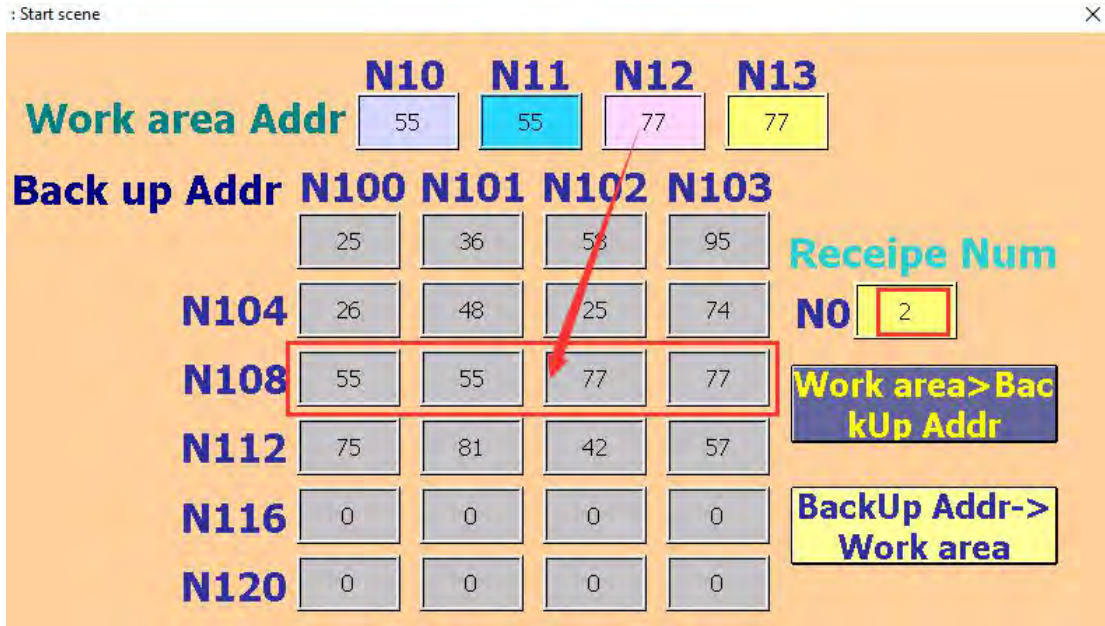 : Start scene
N10 N11 N12 N13
Work area Addr 55 55 77 77
Back up Addr N100 N101 N102 N103
25 36 58 95
Receipe Num
N104 26 48 25 74
N0 2
N108 55 55 77 77
Work area>Bac
kUp Addr
N112 75 81 42 57
N116 0 0 0 0
BackUp Addr->
Work area
N120 0 0 0 0